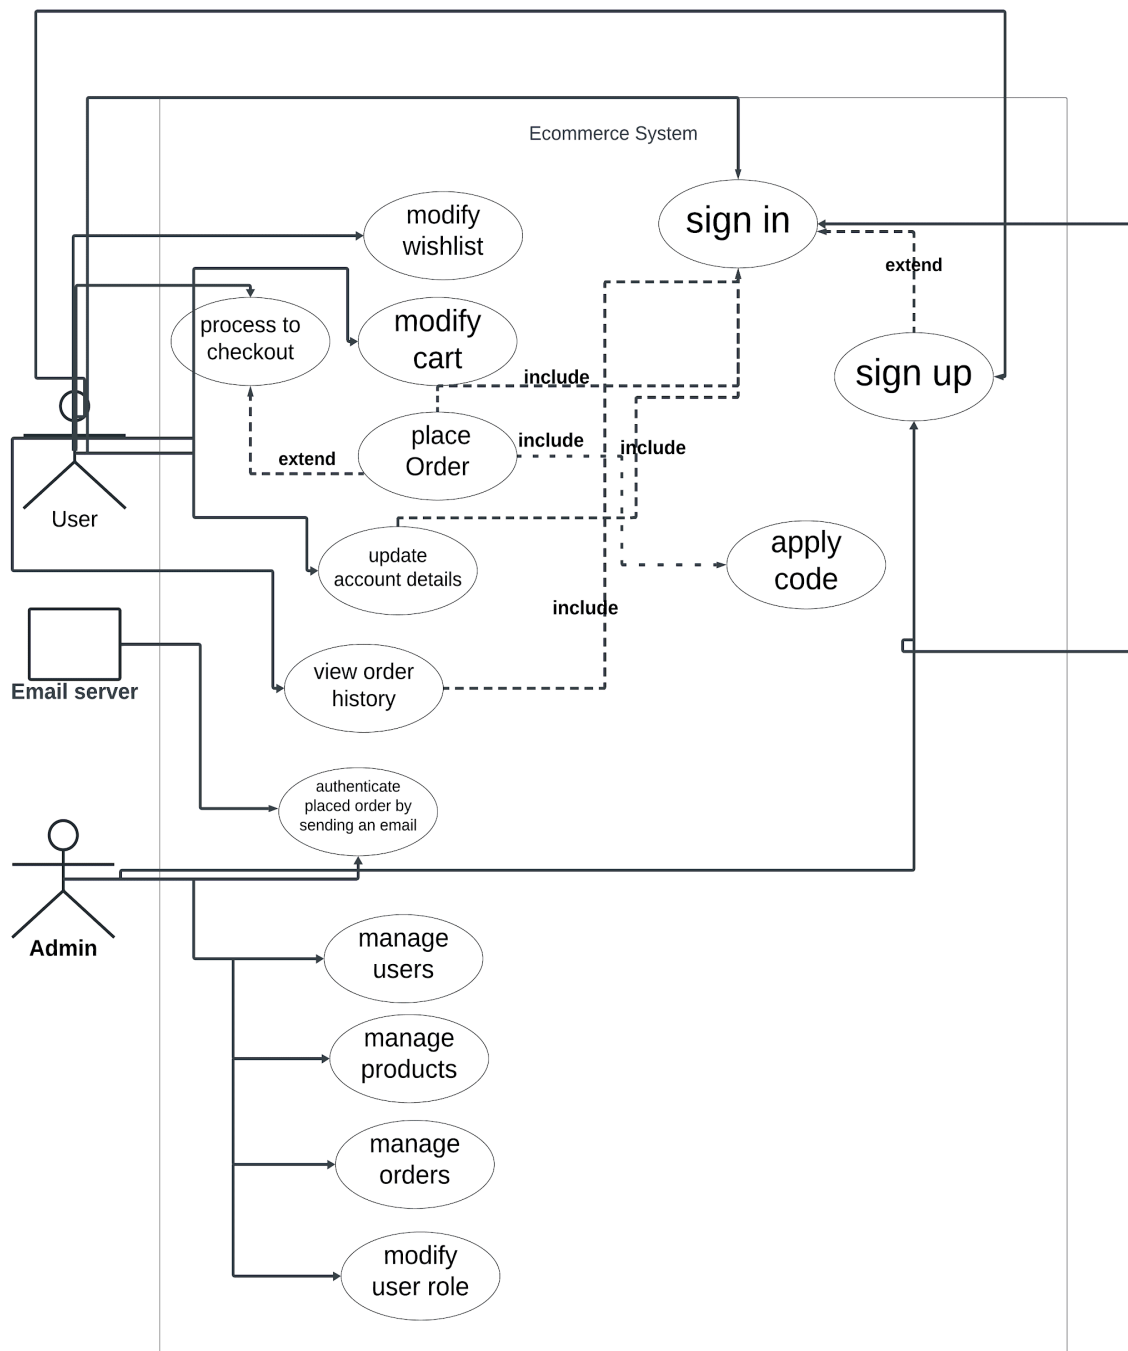 Ecommerce System
modify
wishlist
sign in
extend
process to
checkout
modify
cart
sign up
include
place
Order
include
include
extend
User
update
account details
apply
code
include
view order
history
Email server
authenticate
placed order by
sending an email
Admin
manage
users
manage
products
manage
orders
modify
user role